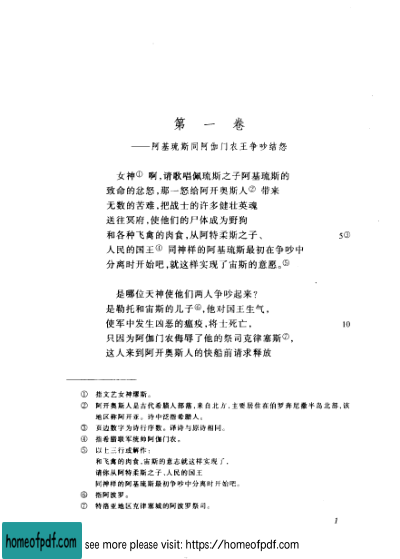 第 一 卷
——阿基琉斯同阿伽门农王争吵结怨
女神① 啊,请歌唱佩琉斯之子阿基琉斯的
致命的忿怒,那一怒给阿开奥斯人② 带来
无数的苦难,把战士的许多健壮英魂
送往冥府,使他们的尸体成为野狗
和各种飞禽的肉食,从阿特柔斯之子、 5③
人民的国王④ 同神样的阿基琉斯最初在争吵中
分离时开始吧,就这样实现了宙斯的意愿。⑤
是哪位天神使他们两人争吵起来?
是勒托和宙斯的儿子⑥,他对国王生气,
使军中发生凶恶的瘟疫,将士死亡, 10
只因为阿伽门农侮辱了他的祭司克律塞斯⑦,
这人来到阿开奥斯人的快船前请求释放
① 指文艺女神缪斯。
② 阿开奥斯人是古代希腊人部落,来自北方,主要居住在伯罗奔尼撒半岛北部,该
地区称阿开亚。诗中泛指希腊人。
③ 页边数字为诗行序数。译诗与原诗相同。
④ 指希腊联军统帅阿伽门农。
⑤ 以上三行或解作:
和飞禽的肉食,宙斯的意志就这样实现了,
请你从阿特柔斯之子,人民的国王
同神样的阿基琉斯最初争吵中分离时开始吧。
⑥ 指阿波罗。
⑦ 特洛亚地区克律塞城的阿波罗祭司。
1
homeofpdf.com
see more please visit: https://homeofpdf.com